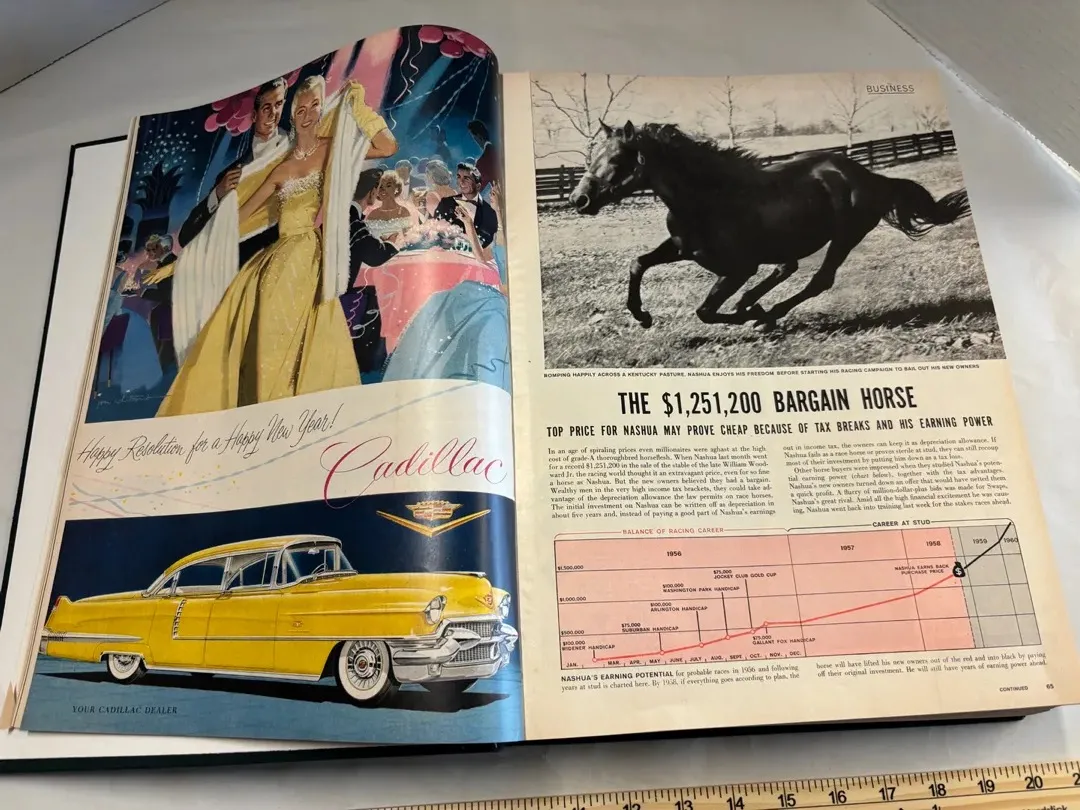 Happy Resolution for a Happy New Year!
Cadillac
YOUR CADILLAC DEALER
BUSINESS
ROMPING HAPPILY ACROSS A KENTUCKY PASTURE, NASHUA ENJOYS HIS FREEDOM BEFORE STARTING HIS RACING CAMPAIGN TO BAIL OUT HIS NEW OWNERS
THE $1,251,200 BARGAIN HORSE
TOP PRICE FOR NASHUA MAY PROVE CHEAP BECAUSE OF TAX BREAKS AND HIS EARNING POWER
In an age of spiraling prices even millionaires were aghast at the high
cost of grade-A thoroughbred horseflesh. When Nashua last month went
for a record $1,251,200 in the sale of the stable of the late William Wood-
ward Jr. the racing world thought it an extravagant price, even for so fine
a horse as Nashua. But the new owners believed they had a bargain.
Wealthy men in the very high income tax brackets, they could take ad-
vantage of the depreciation allowance the law permits on race horses.
The initial investment on Nashua can be written off as depreciation in
about five years and, instead of paying a good part of Nashua's earnings
out in income tax, the owners can keep it as depreciation allowance. If
Nashua fails as a race horse or proves sterile at stud, they can still recoup
most of their investment by putting him down as a tax loss.
Other horse buyers were impressed when they studied Nashua's poten-
tial earning power (chart below), together with the tax advantage.
Nashua's new owners turned down an offer that would have netted them
a quick profit. A flurry of million-dollar-plus bids was made for Swaps,
Nashua's great rival. Amid all the high financial excitement he was caus-
ing, Nashua went back into training last week for the stakes races ahead.
BALANCE OF RACING CAREER
CAREER AT STUD
1956
1957
1958
1959
1960
$1,500,000
$1,000,000
$500,000
$100,000
WIDENER HANDICAP
$75,000
SUBURBAN HANDICAP
$100,000
ARLINGTON HANDICAP
$100,000
WASHINGTON PARK HANDICAP
$75,000
JOCKEY CLUB GOLD CUP
$75,000
GALLANT FOX HANDICAP
NASHUA EARNS BACK
PURCHASE PRICE
$
JAN. MAR. APR. MAY JUNE JULY AUG. SEPT. OCT. NOV. DEC.
NASHUA'S EARNING POTENTIAL for probable races in 1956 and following
years at stud is charted here. By 1958, if everything goes according to plan, the
horse will have lifted his new owners out of the red and into black by paying
off their original investment. He will still have years of earning power ahead.
CONTINUED 65
12 13 14 15 16 17 18 19 20